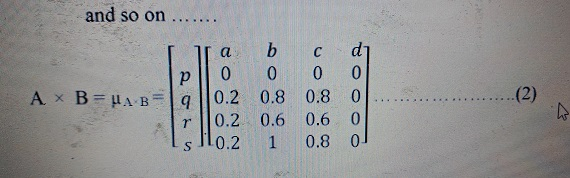 and so on .......
a b c d
p 0 0 0 0
A × B = μA·B = q 0.2 0.8 0.8 0 ........................(2)
r 0.2 0.6 0.6 0
s 0.2 1 0.8 0